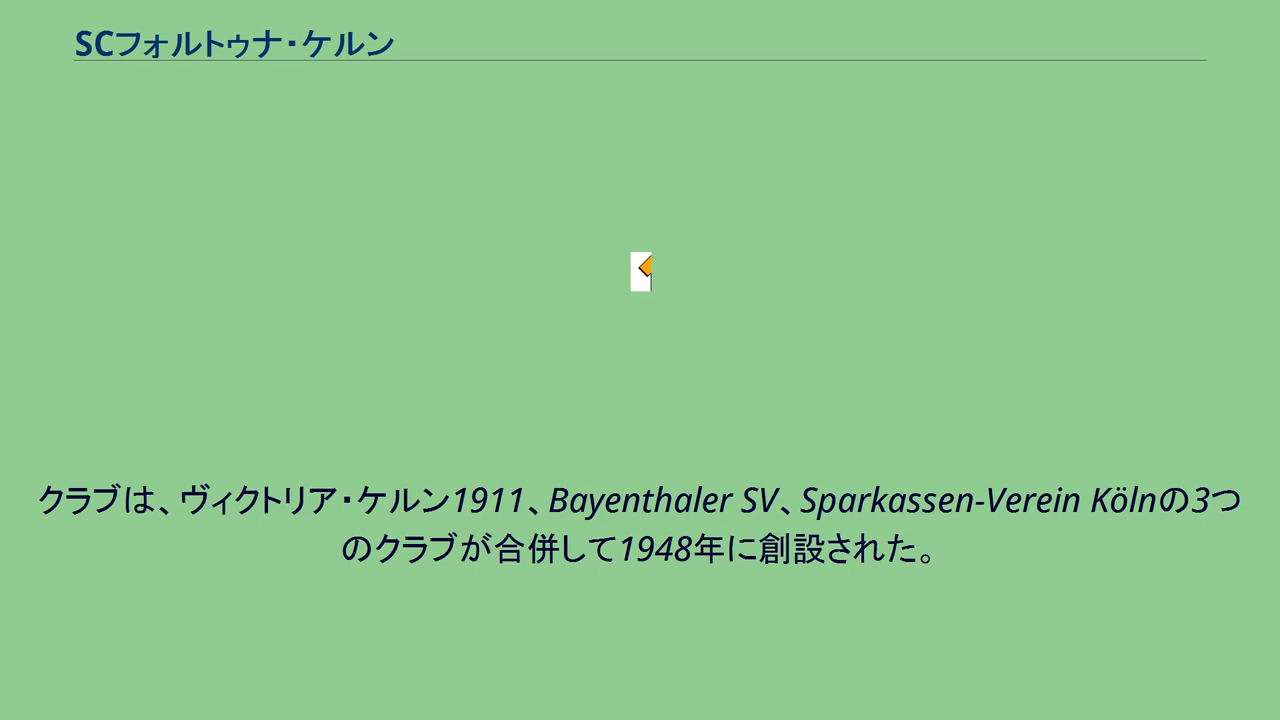 SCフォルトゥナ・ケルン
クラブは、ヴィクトリア・ケルン1911、Bayenthaler SV、Sparkassen-Verein Kölnの3つ
のクラブが合併して1948年に創設された。